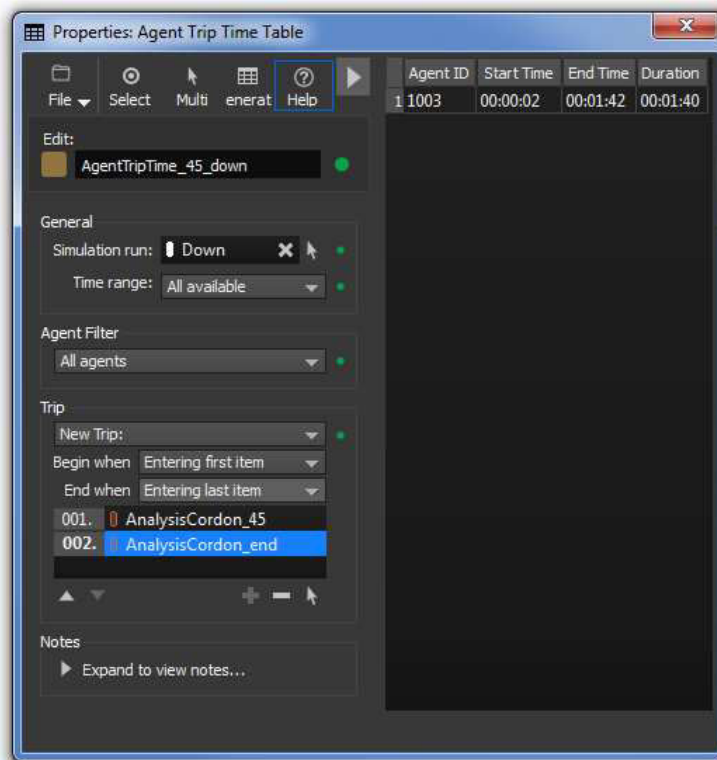 Properties: Agent Trip Time Table
File Select Multi enerat Help
Edit:
AgentTripTime_45_down
General
Simulation run: Down
Time range: All available
Agent Filter
All agents
Trip
New Trip:
Begin when Entering first item
End when Entering last item
001. AnalysisCordon_45
002. AnalysisCordon_end
Notes
Expand to view notes...
Agent ID Start Time End Time Duration
1 1003 00:00:02 00:01:42 00:01:40